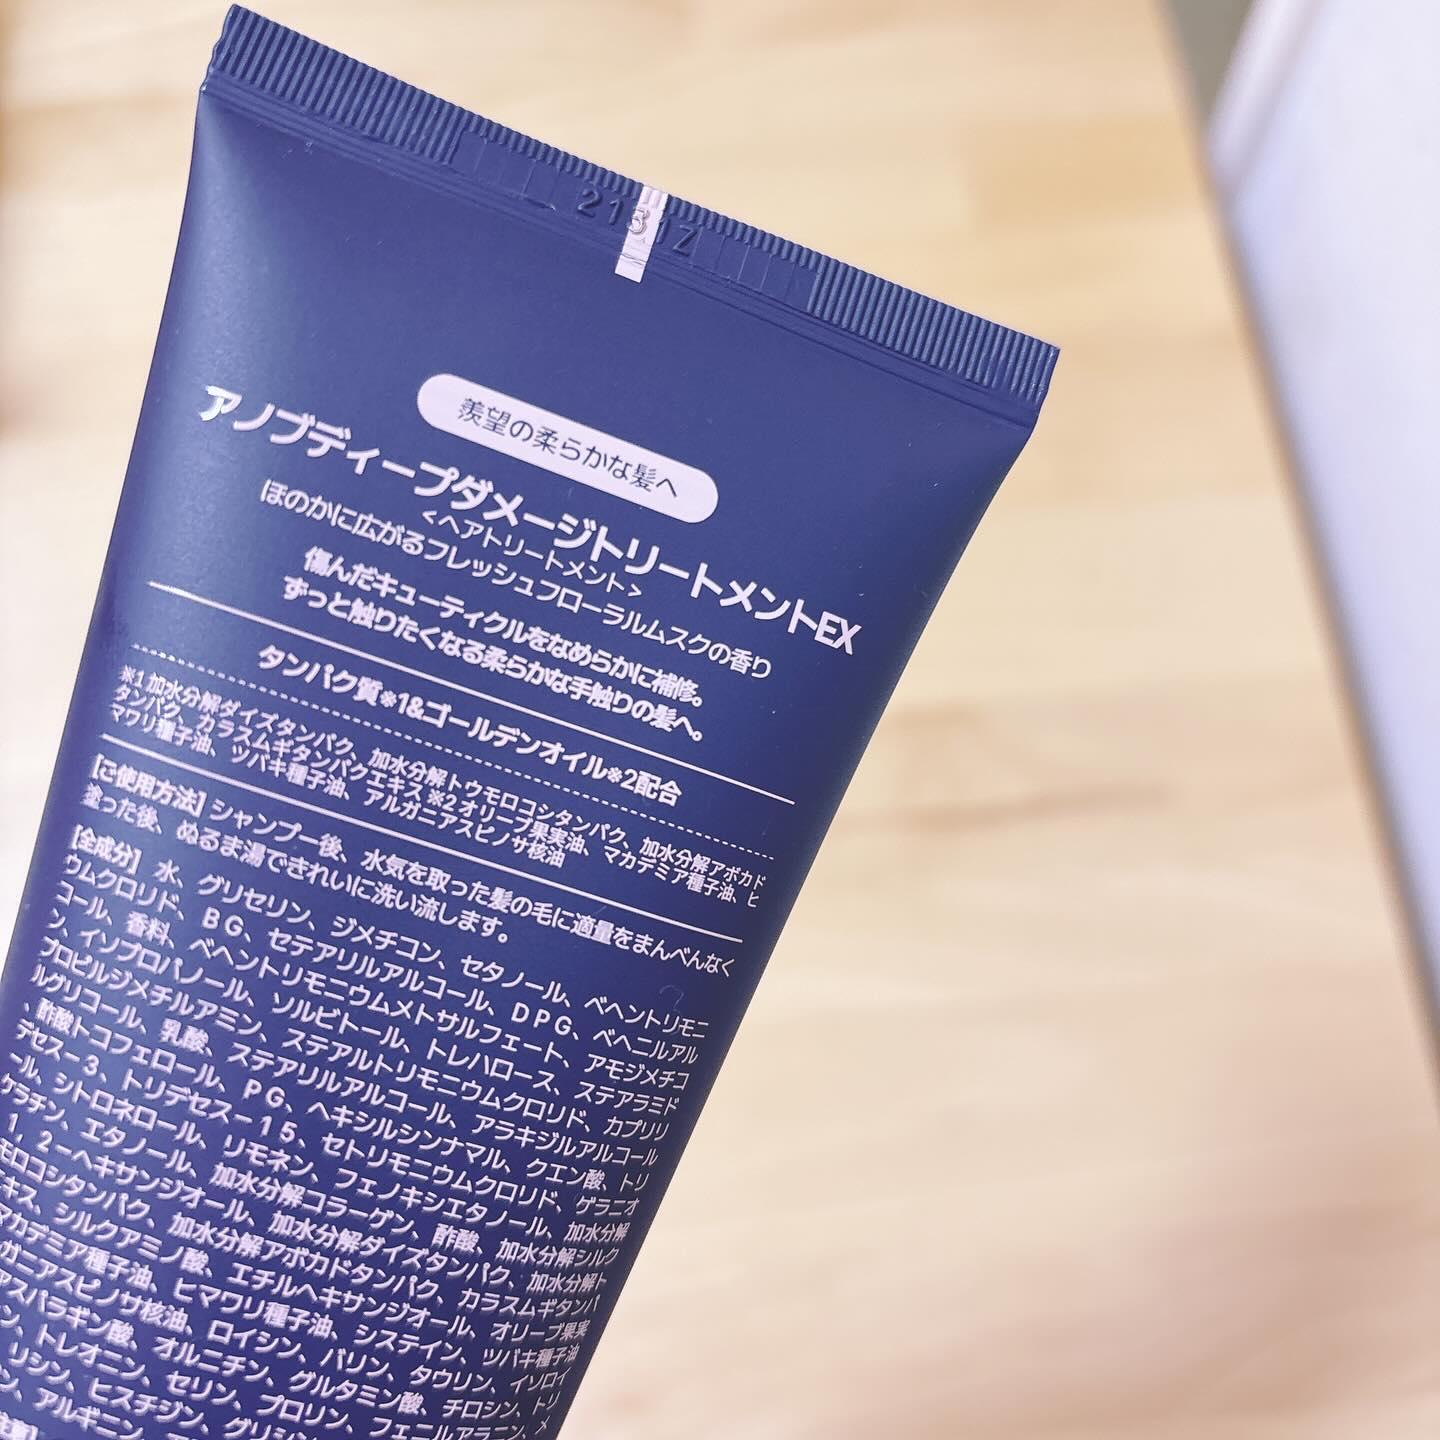 2131Z
羨望の柔らかな髪へ
アノブディープダメージトリートメントEX
<ヘアトリートメント>
ほのかに広がるフレッシュフローラルムスクの香り
傷んだキューティクルをなめらかに補修。
ずっと触りたくなる柔らかな手触りの髪へ。
タンパク質※1&ゴールデンオイル※2配合
※1 加水分解ダイズタンパク、加水分解トウモロコシタンパク、加水分解アボカド
タンパク、カラスムギタンパクエキス ※2 オリーブ果実油、マカデミア種子油、ヒ
マワリ種子油、ツバキ種子油、アルガニアスピノサ核油
[ご使用方法] シャンプー後、水気を取った髪の毛に適量をまんべんなく
塗った後、ぬるま湯できれいに洗い流します。
[全成分] 水、グリセリン、ジメチコン、セタノール、ベヘントリモニ
ウムクロリド、BG、セテアリルアルコール、DPG、ベヘニルアル
コール、香料、ベヘントリモニウムメトサルフェート、アモジメチコ
ン、イソプロパノール、ソルビトール、トレハロース、ステアラミド
プロピルジメチルアミン、ステアルトリモニウムクロリド、カプリリ
ルグリコール、乳酸、ステアリルアルコール、アラキジルアルコール
、酢酸トコフェロール、PG、ヘキシルシンナマル、クエン酸、トリ
デセス-3、トリデセス-15、セトリモニウムクロリド、ゲラニオ
ール、シトロネロール、リモネン、フェノキシエタノール、加水分解
ケラチン、エタノール、加水分解コラーゲン、酢酸、加水分解シルク
1,2-ヘキサンジオール、加水分解ダイズタンパク、加水分解ト
モロコシタンパク、加水分解アボカドタンパク、カラスムギタンパ
キス、シルクアミノ酸、エチルヘキサンジオール、オリーブ果実
マカデミア種子油、ヒマワリ種子油、システイン、ツバキ種子油
ガニアスピノサ核油、ロイシン、バリン、タウリン、イソロイ
アスパラギン酸、オルニチン、グルタミン酸、チロシン、トリ
ン、トレオニン、セリン、プロリン、フェニルアラニン、メ
リシン、ヒスチジン、グリシン
ン、アルギニン、